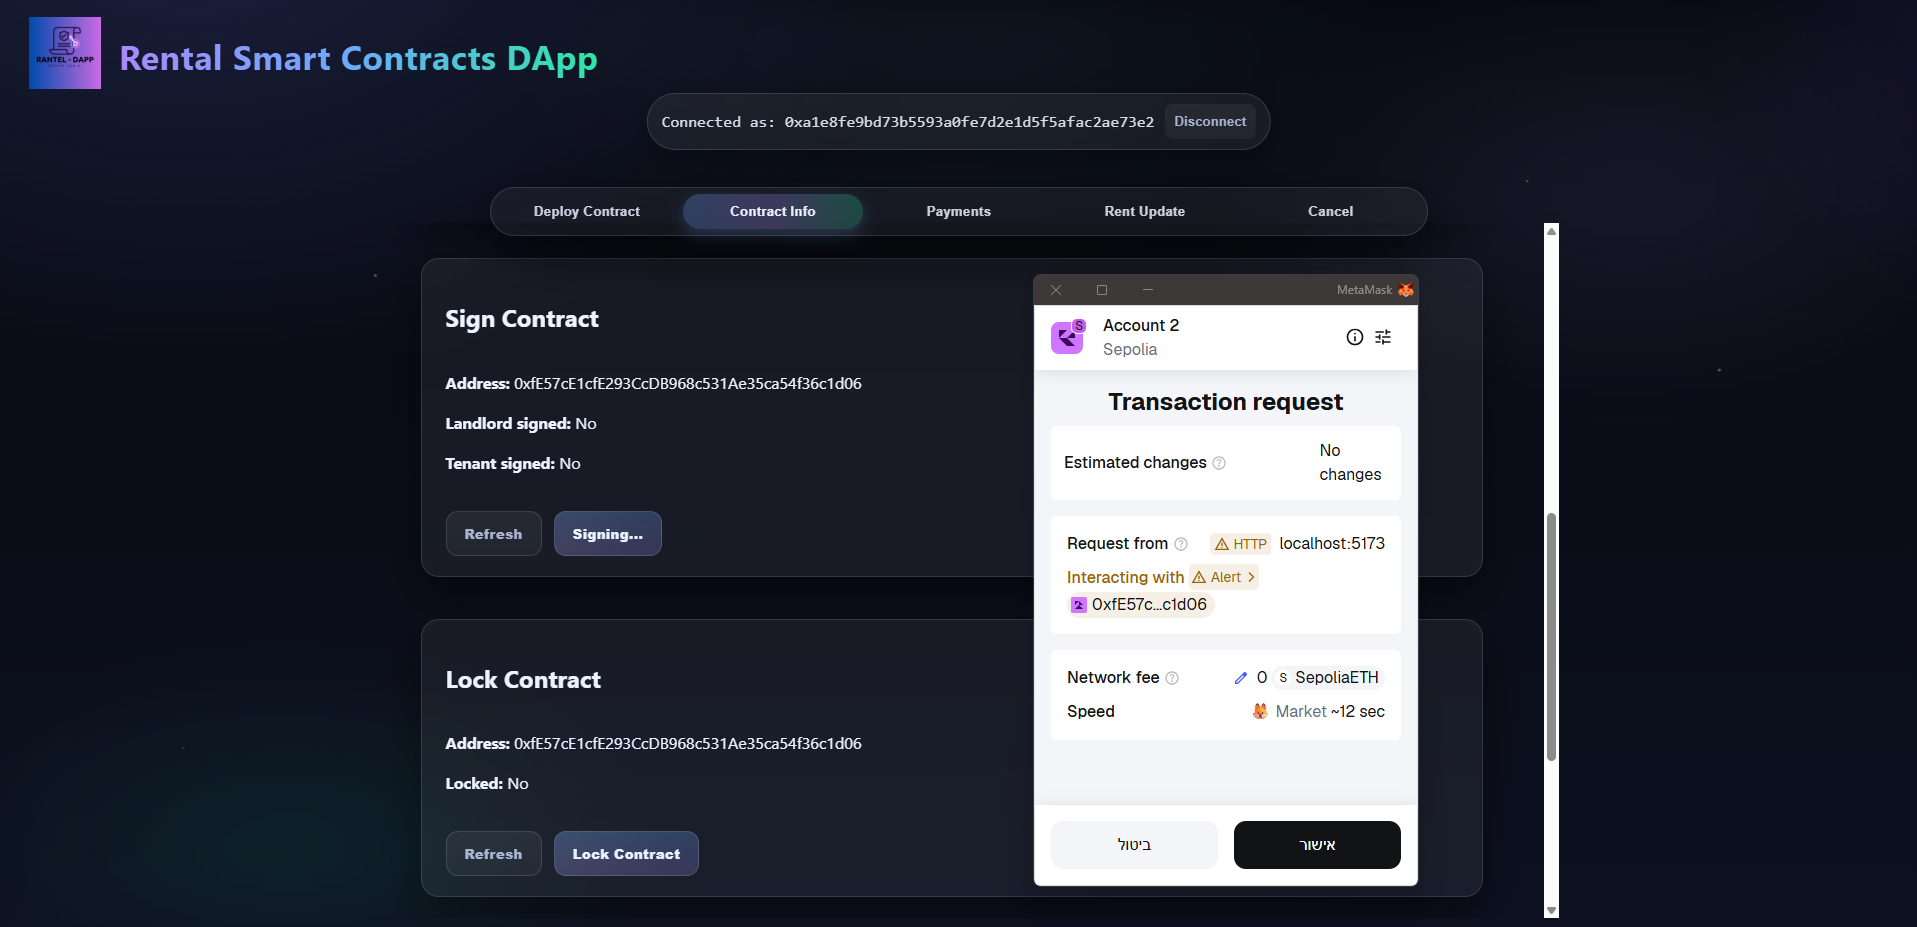 RANTEL - DAPP
Rental Smart Contracts DApp
Connected as: 0xa1e8fe9bd73b5593a0fe7d2e1d5f5afac2ae73e2 Disconnect
Deploy Contract Contract Info Payments Rent Update Cancel
Sign Contract
Address: 0xfE57cE1cfE293CcDB968c531Ae35ca54f36c1d06
Landlord signed: No
Tenant signed: No
Refresh Signing...
Lock Contract
Address: 0xfE57cE1cfE293CcDB968c531Ae35ca54f36c1d06
Locked: No
Refresh Lock Contract
MetaMask
S
Account 2
Sepolia
Transaction request
Estimated changes ? No
changes
Request from ? HTTP localhost:5173
Interacting with Alert >
0xfE57c...c1d06
Network fee ? 0 S SepoliaETH
Speed Market ~12 sec
ביטול אישור